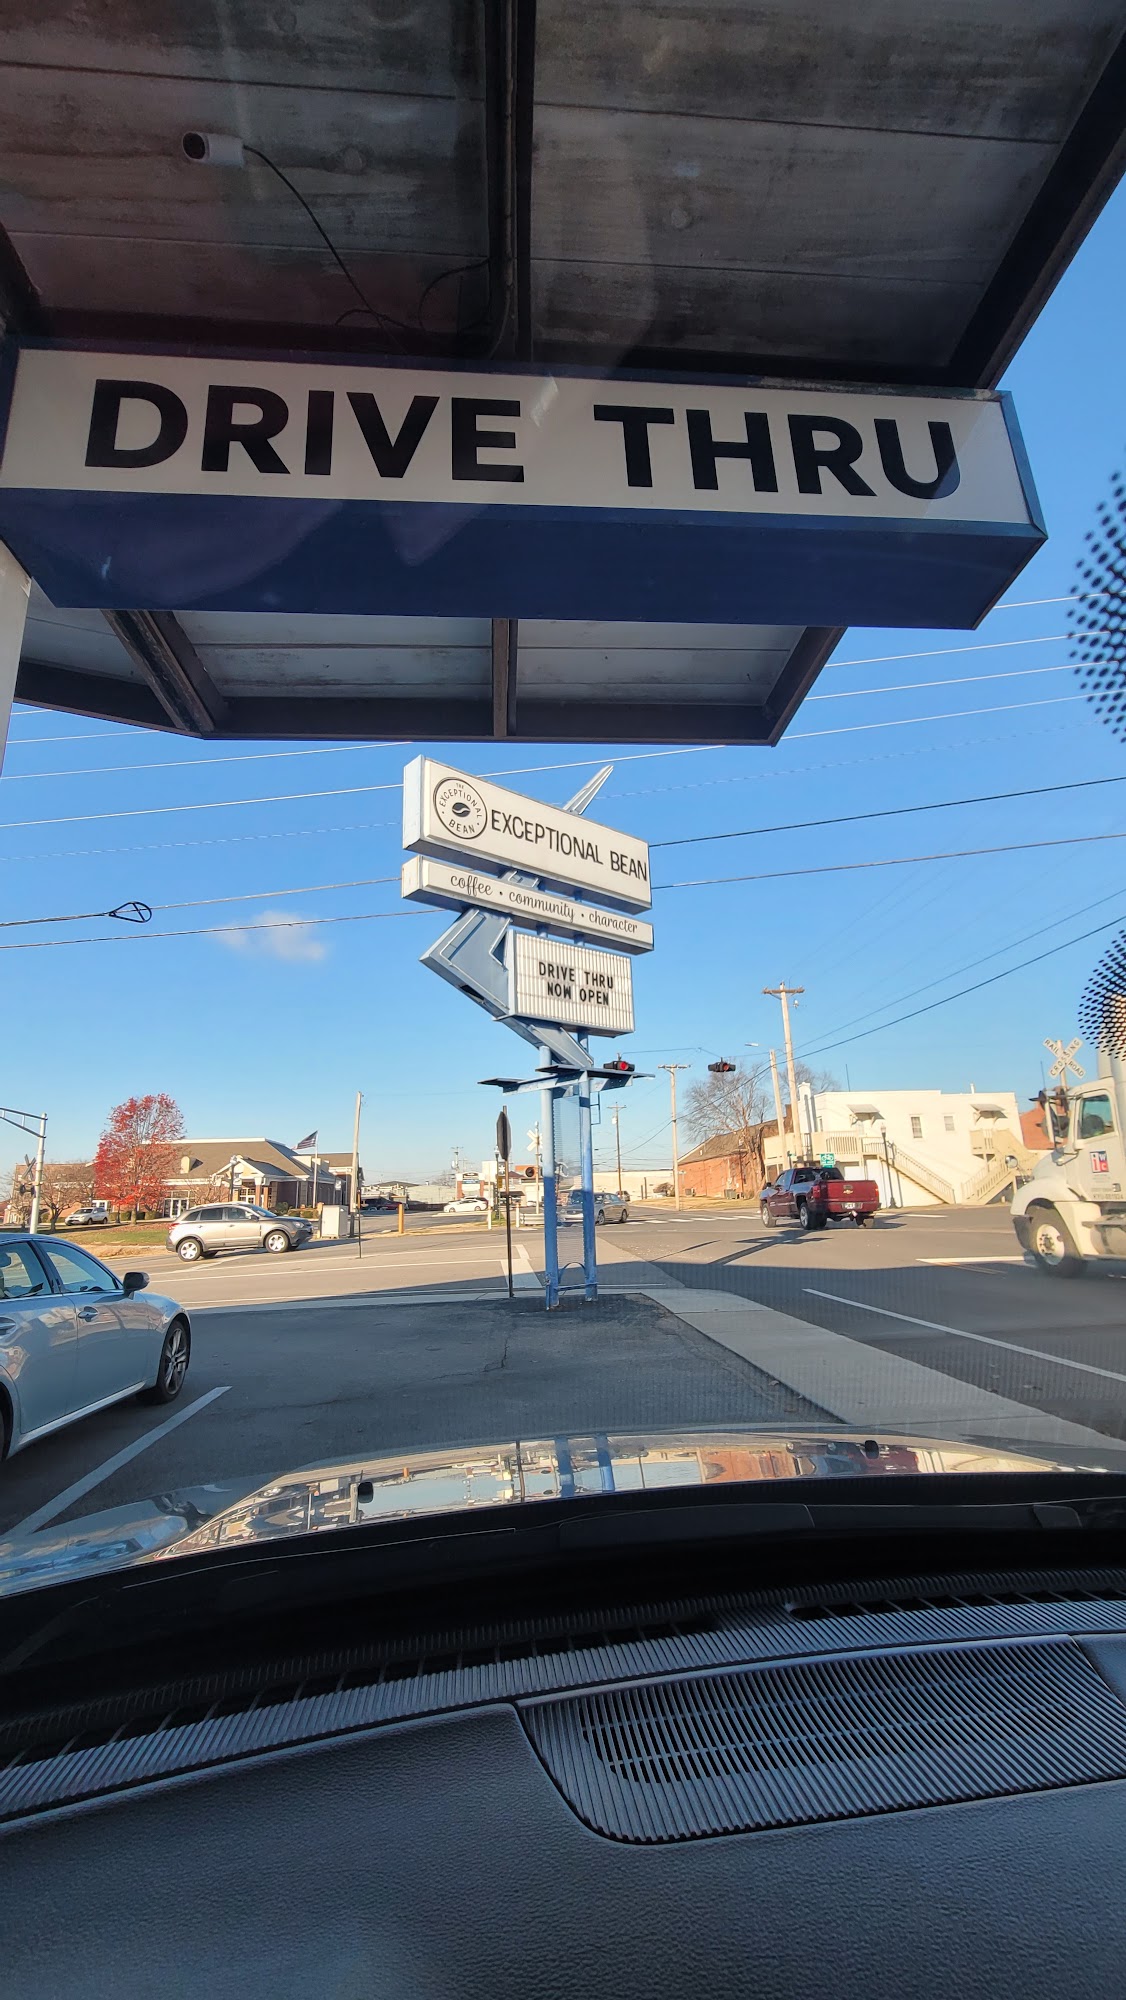 DRIVE THRU
THE
EXCEPTIONAL
BEAN
EXCEPTIONAL BEAN
coffee • community • character
DRIVE THRU
NOW OPEN
RAILROAD
CROSSING